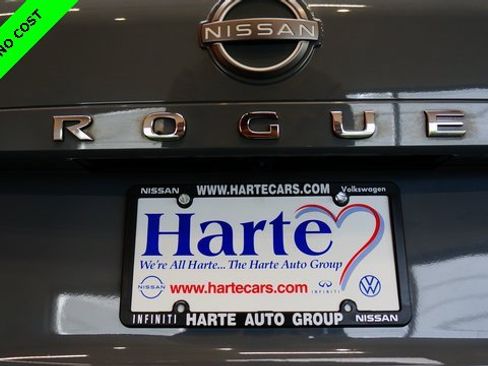 NO COST
NISSAN
ROGUE
NISSAN WWW.HARTECARS.COM Volkswagen
Harte
We're All Harte... The Harte Auto Group
NISSAN www.hartecars.com INFINITI
INFINITI HARTE AUTO GROUP NISSAN